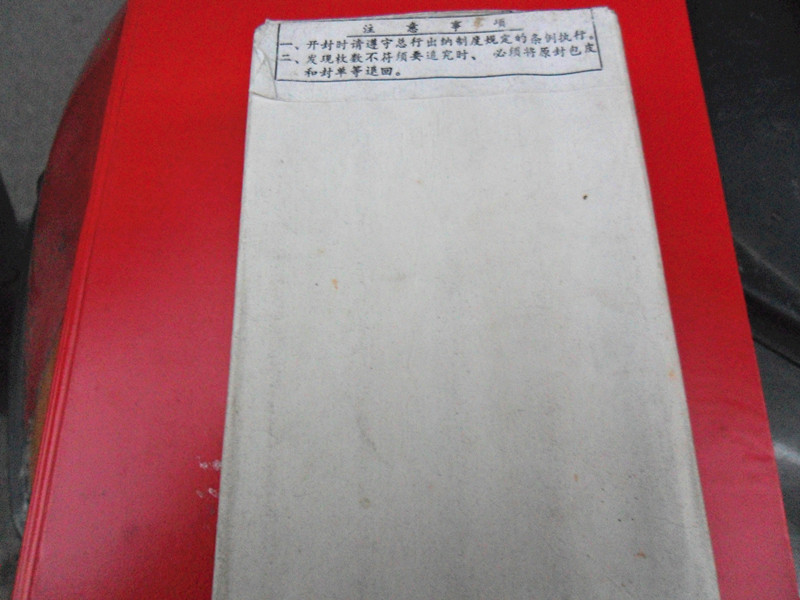 注意事项
一、开封时请遵守总行出纳制度规定的条例执行。
二、发现枚数不符须要追究时、必须将原封包皮
和封单等退回。